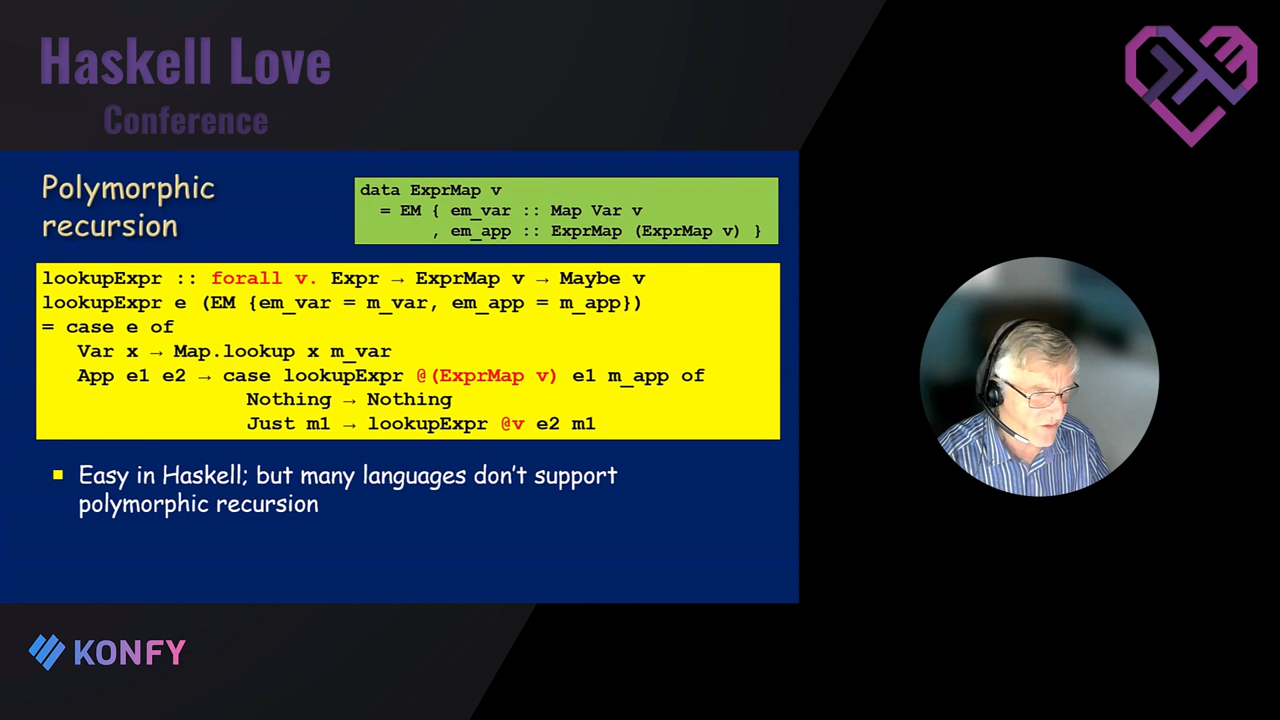 Haskell Love
Conference
Polymorphic
recursion
data ExprMap v
= EM { em_var :: Map Var v
, em_app :: ExprMap (ExprMap v) }
lookupExpr :: forall v. Expr → ExprMap v → Maybe v
lookupExpr e (EM {em_var = m_var, em_app = m_app})
= case e of
Var x → Map.lookup x m_var
App e1 e2 → case lookupExpr @(ExprMap v) e1 m_app of
Nothing → Nothing
Just m1 → lookupExpr @v e2 m1
Easy in Haskell; but many languages don't support
polymorphic recursion
KONFY